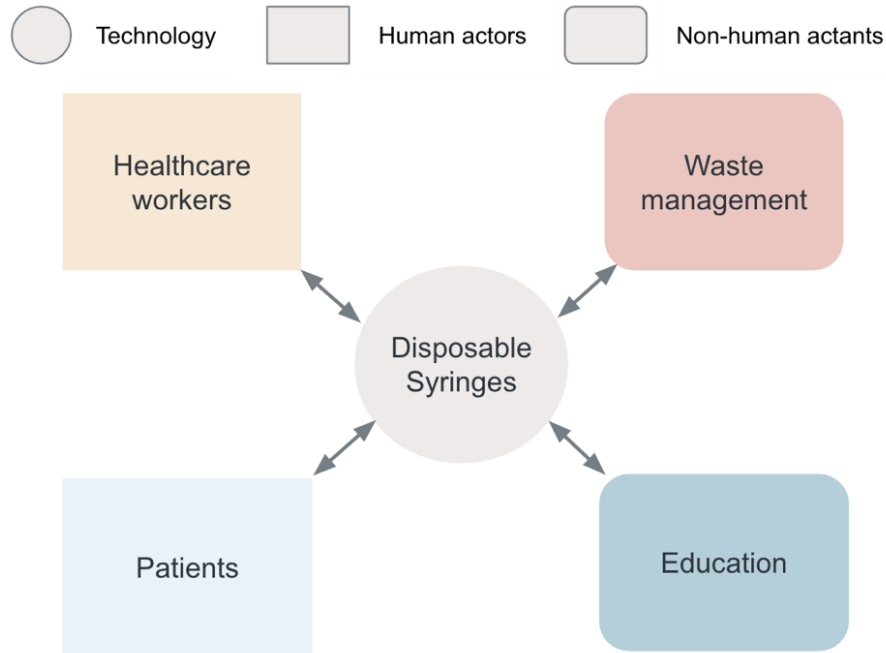 Technology
Human actors
Non-human actants
Healthcare
workers
Waste
management
Disposable
Syringes
Patients
Education